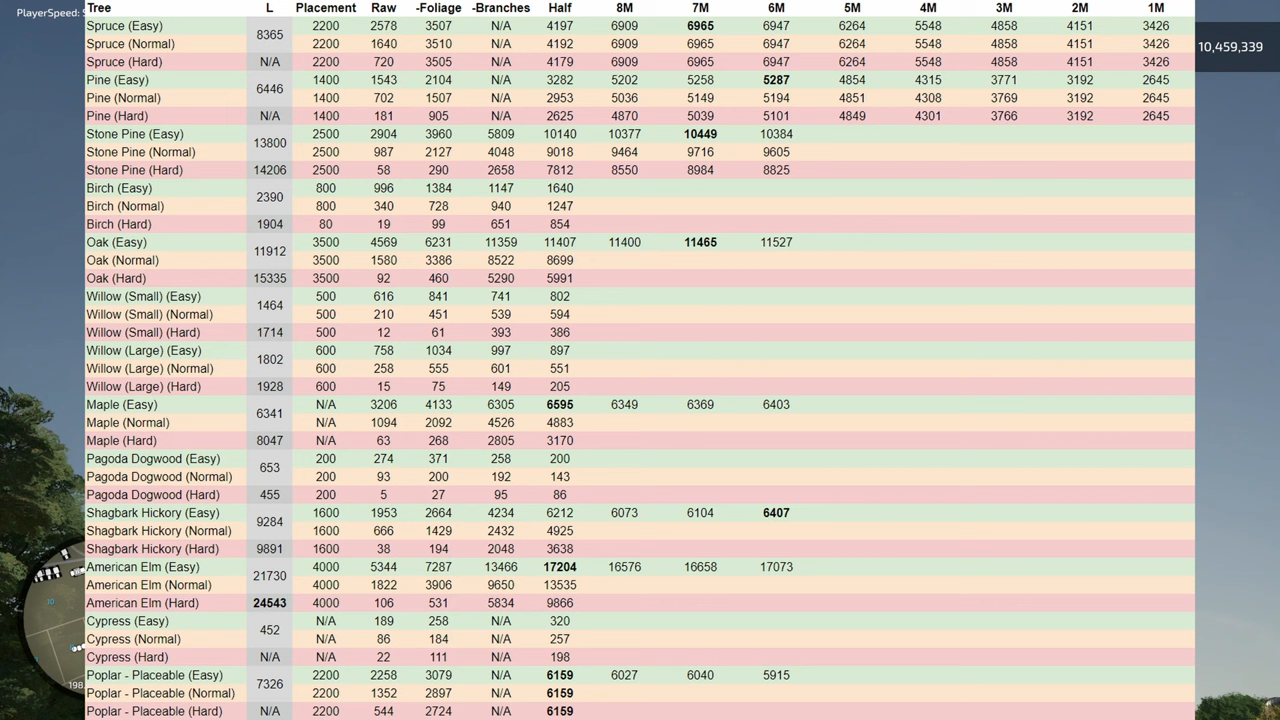 PlayerSpeed:
Tree L Placement Raw -Foliage -Branches Half 8M 7M 6M 5M 4M 3M 2M 1M
Spruce (Easy) 8365 2200 2578 3507 N/A 4197 6909 6965 6947 6264 5548 4858 4151 3426
Spruce (Normal) 2200 1640 3510 N/A 4192 6909 6965 6947 6264 5548 4858 4151 3426
Spruce (Hard) N/A 2200 720 3505 N/A 4179 6909 6965 6947 6264 5548 4858 4151 3426
Pine (Easy) 6446 1400 1543 2104 N/A 3282 5202 5258 5287 4854 4315 3771 3192 2645
Pine (Normal) 1400 702 1507 N/A 2953 5036 5149 5194 4851 4308 3769 3192 2645
Pine (Hard) N/A 1400 181 905 N/A 2625 4870 5039 5101 4849 4301 3766 3192 2645
Stone Pine (Easy) 13800 2500 2904 3960 5809 10140 10377 10449 10384
Stone Pine (Normal) 2500 987 2127 4048 9018 9464 9716 9605
Stone Pine (Hard) 14206 2500 58 290 2658 7812 8550 8984 8825
Birch (Easy) 2390 800 996 1384 1147 1640
Birch (Normal) 800 340 728 940 1247
Birch (Hard) 1904 80 19 99 651 854
Oak (Easy) 11912 3500 4569 6231 11359 11407 11400 11465 11527
Oak (Normal) 3500 1580 3386 8522 8699
Oak (Hard) 15335 3500 92 460 5290 5991
Willow (Small) (Easy) 1464 500 616 841 741 802
Willow (Small) (Normal) 500 210 451 539 594
Willow (Small) (Hard) 1714 500 12 61 393 386
Willow (Large) (Easy) 1802 600 758 1034 997 897
Willow (Large) (Normal) 600 258 555 601 551
Willow (Large) (Hard) 1928 600 15 75 149 205
Maple (Easy) 6341 N/A 3206 4133 6305 6595 6349 6369 6403
Maple (Normal) N/A 1094 2092 4526 4883
Maple (Hard) 8047 N/A 63 268 2805 3170
Pagoda Dogwood (Easy) 653 200 274 371 258 200
Pagoda Dogwood (Normal) 200 93 200 192 143
Pagoda Dogwood (Hard) 455 200 5 27 95 86
Shagbark Hickory (Easy) 9284 1600 1953 2664 4234 6212 6073 6104 6407
Shagbark Hickory (Normal) 1600 666 1429 2432 4925
Shagbark Hickory (Hard) 9891 1600 38 194 2048 3638
American Elm (Easy) 21730 4000 5344 7287 13466 17204 16576 16658 17073
American Elm (Normal) 4000 1822 3906 9650 13535
American Elm (Hard) 24543 4000 106 531 5834 9866
Cypress (Easy) 452 N/A 189 258 N/A 320
Cypress (Normal) N/A 86 184 N/A 257
Cypress (Hard) N/A N/A 22 111 N/A 198
Poplar - Placeable (Easy) 7326 2200 2258 3079 N/A 6159 6027 6040 5915
Poplar - Placeable (Normal) 2200 1352 2897 N/A 6159
Poplar - Placeable (Hard) N/A 2200 544 2724 N/A 6159
10,459,339
10
198